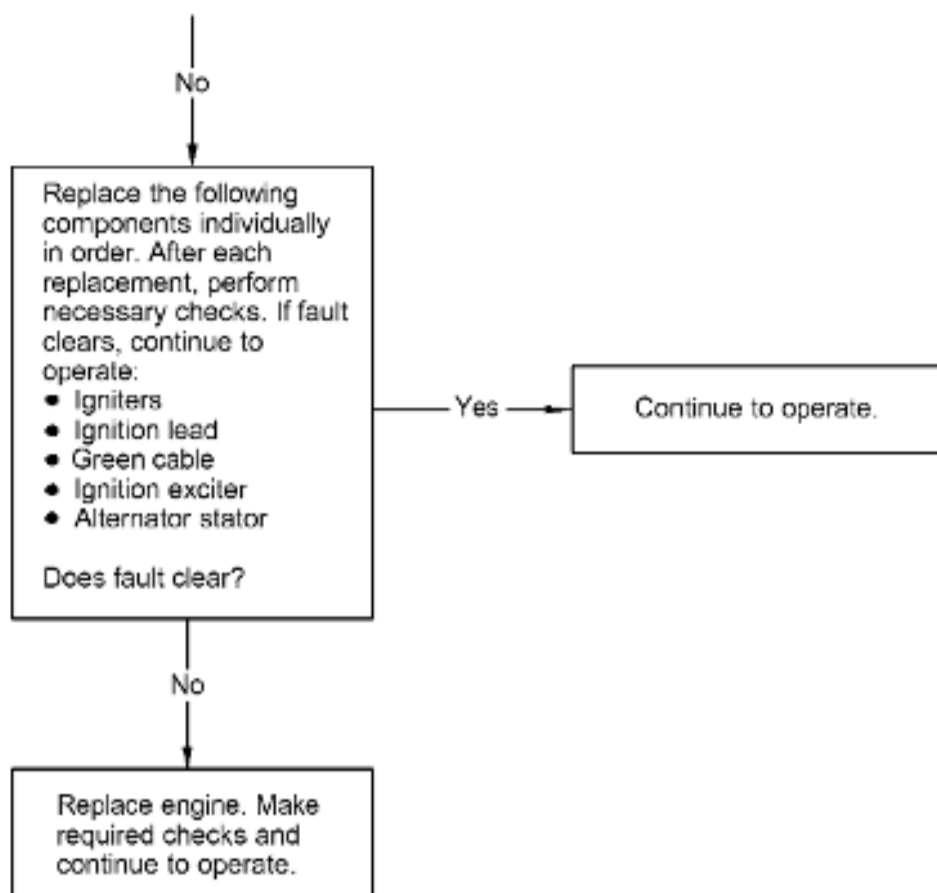 No
Replace the following
components individually
in order. After each
replacement, perform
necessary checks. If fault
clears, continue to
operate:
● Igniters
● Ignition lead
● Green cable
● Ignition exciter
● Alternator stator
Does fault clear?
Yes
Continue to operate.
No
Replace engine. Make
required checks and
continue to operate.